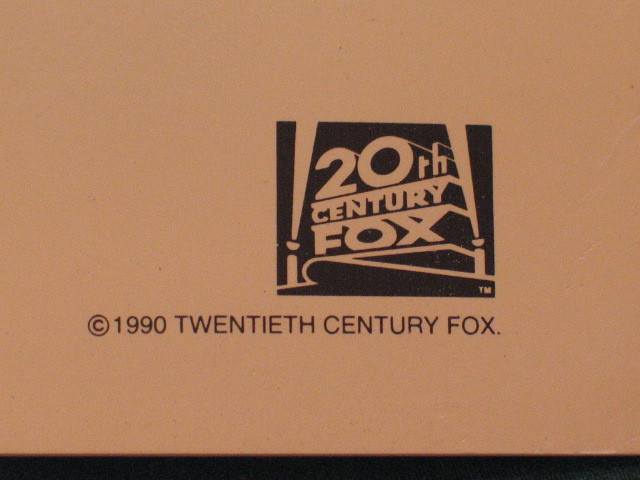 20th
CENTURY
FOX
TM
©1990 TWENTIETH CENTURY FOX.